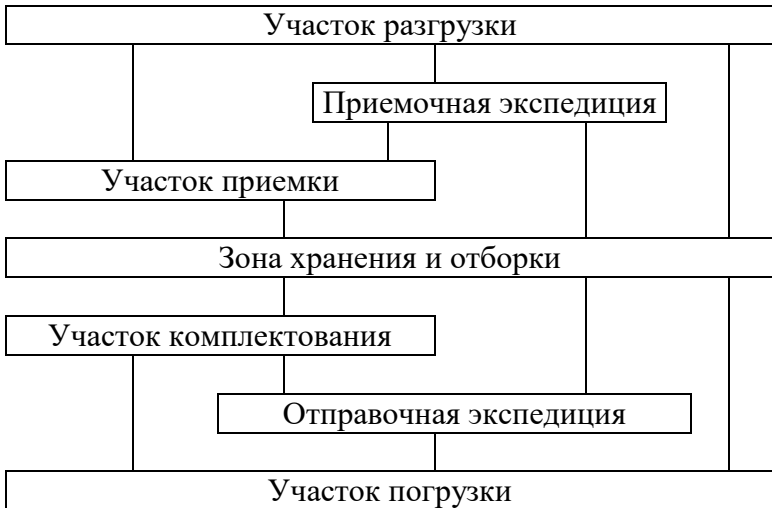 Участок разгрузки
Приемочная экспедиция
Участок приемки
Зона хранения и отборки
Участок комплектования
Отправочная экспедиция
Участок погрузки